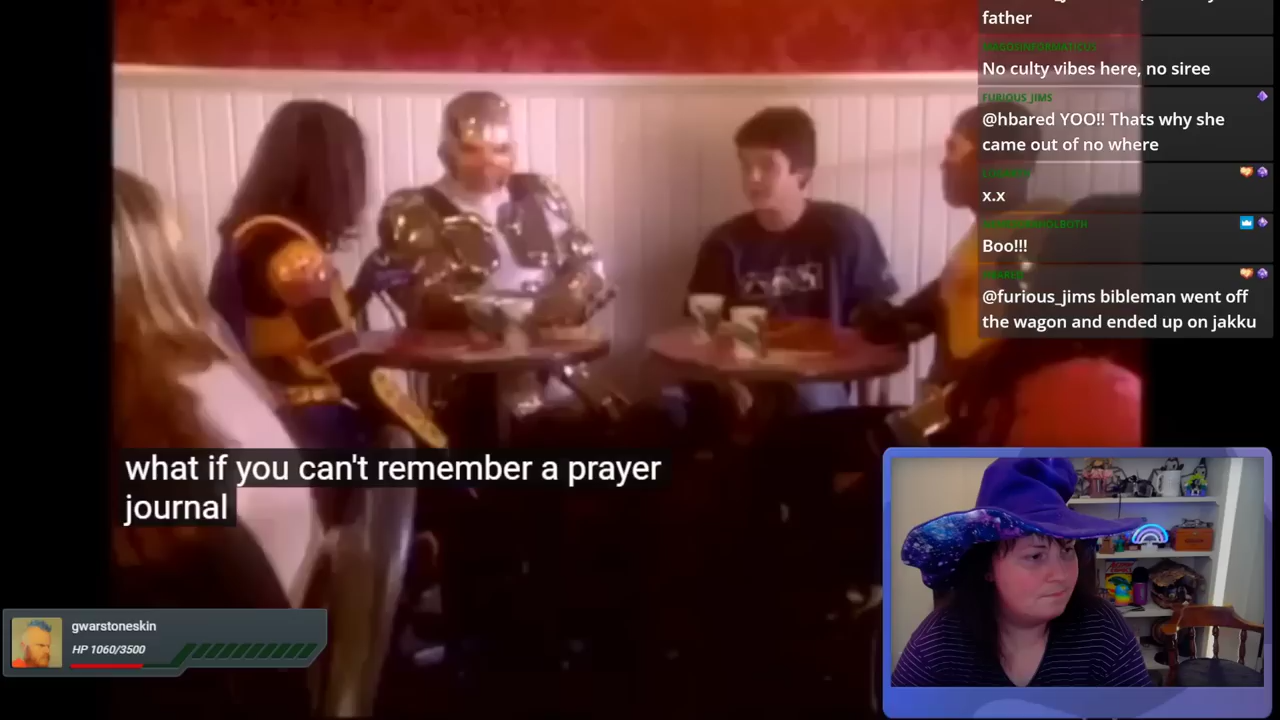 father
No culty vibes here, no siree
FURIOUS_JIMS
@hbared YOO!! Thats why she
came out of no where
x.x
Boo!!!
@furious_jims bibleman went off
the wagon and ended up on jakku
what if you can't remember a prayer
journal
gwarstoneskin
HP 1060/3500